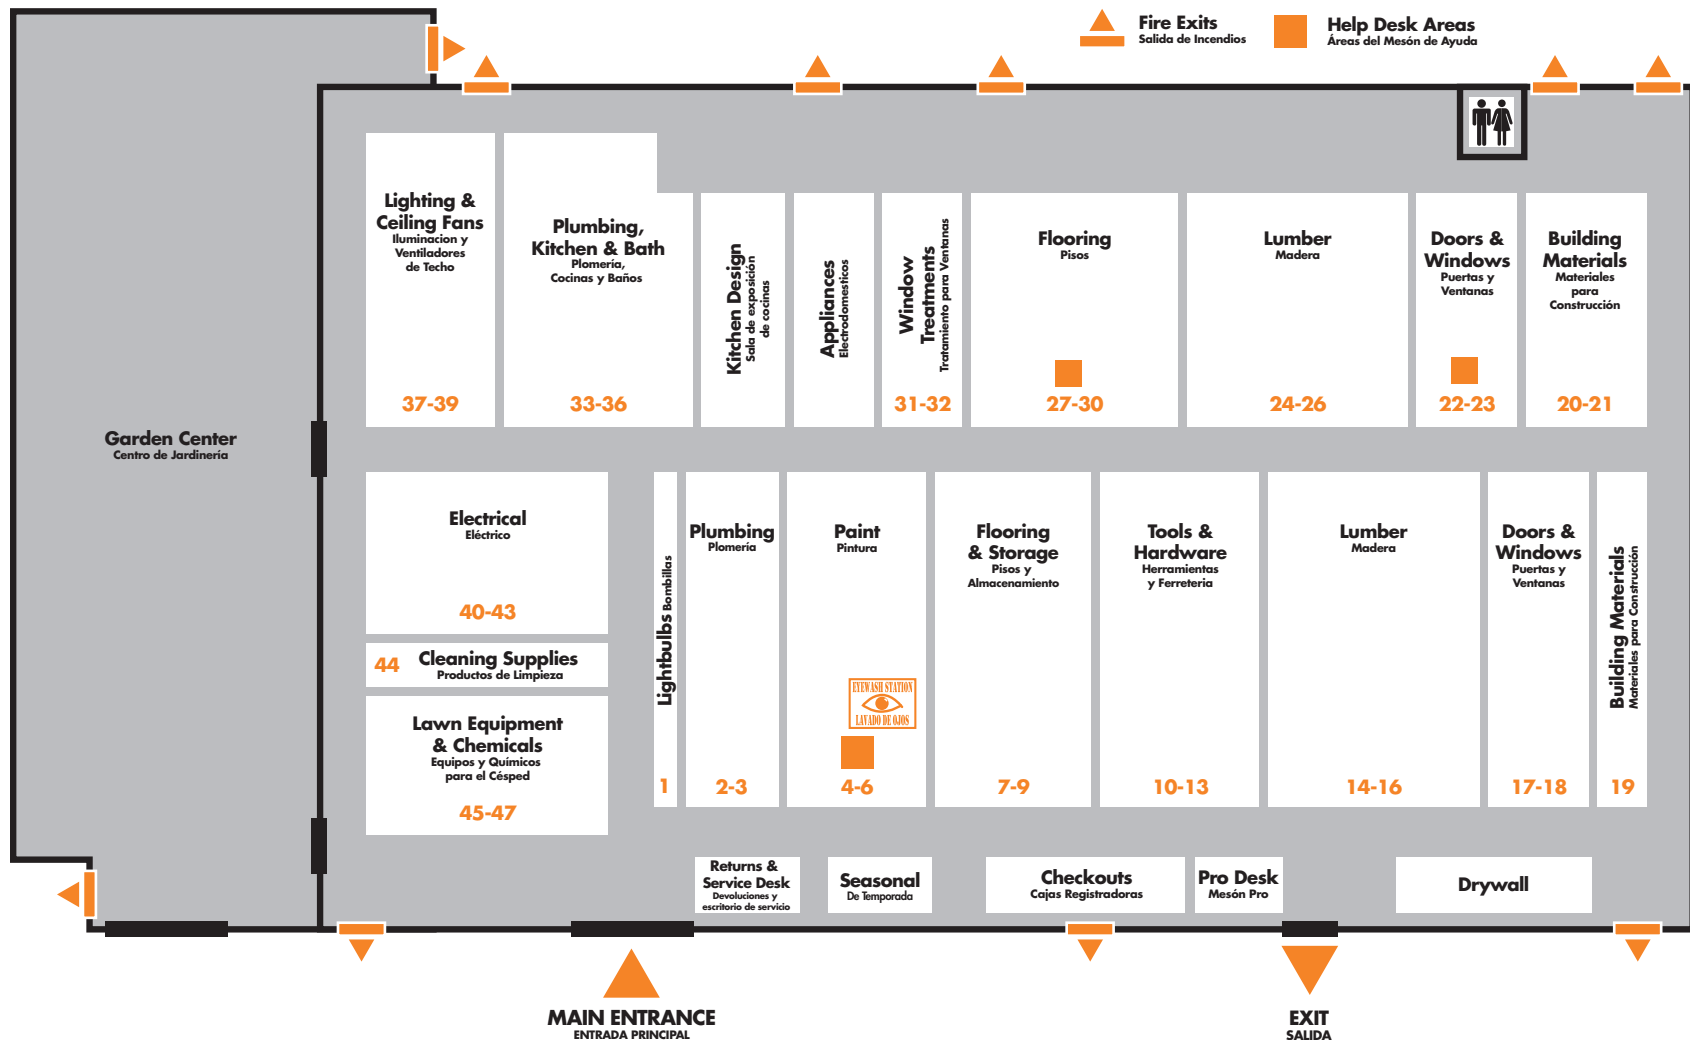 Fire Exits
Salida de Incendios
Help Desk Areas
Áreas del Mesón de Ayuda
Lighting &
Ceiling Fans
Iluminacion y
Ventiladores
de Techo
37-39
Plumbing,
Kitchen & Bath
Plomería,
Cocinas y Baños
33-36
Kitchen Design
Sala de exposición
de cocinas
Appliances
Electrodomesticos
Window
Treatments
Tratamiento para Ventanas
31-32
Flooring
Pisos
27-30
Lumber
Madera
24-26
Doors &
Windows
Puertas y
Ventanas
22-23
Building
Materials
Materiales
para
Construcción
20-21
Garden Center
Centro de Jardinería
Electrical
Eléctrico
40-43
44 Cleaning Supplies
Productos de Limpieza
Lawn Equipment
& Chemicals
Equipos y Químicos
para el Césped
45-47
Lightbulbs Bombillas
1
Plumbing
Plomería
2-3
Paint
Pintura
EYEWASH STATION
LAVADO DE OJOS
4-6
Flooring
& Storage
Pisos y
Almacenamiento
7-9
Tools &
Hardware
Herramientas
y Ferreteria
10-13
Lumber
Madera
14-16
Doors &
Windows
Puertas y
Ventanas
17-18
Building Materials
Materiales para Construcción
19
Returns &
Service Desk
Devoluciones y
escritorio de servicio
Seasonal
De Temporada
Checkouts
Cajas Registradoras
Pro Desk
Mesón Pro
Drywall
MAIN ENTRANCE
ENTRADA PRINCIPAL
EXIT
SALIDA